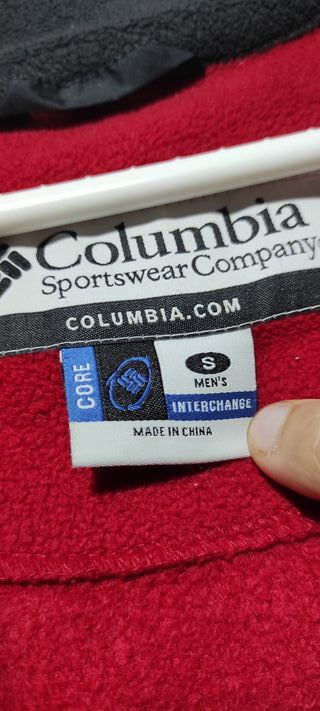 Columbia
Sportswear Company
COLUMBIA.COM
CORE
S
MEN'S
INTERCHANGE
MADE IN CHINA